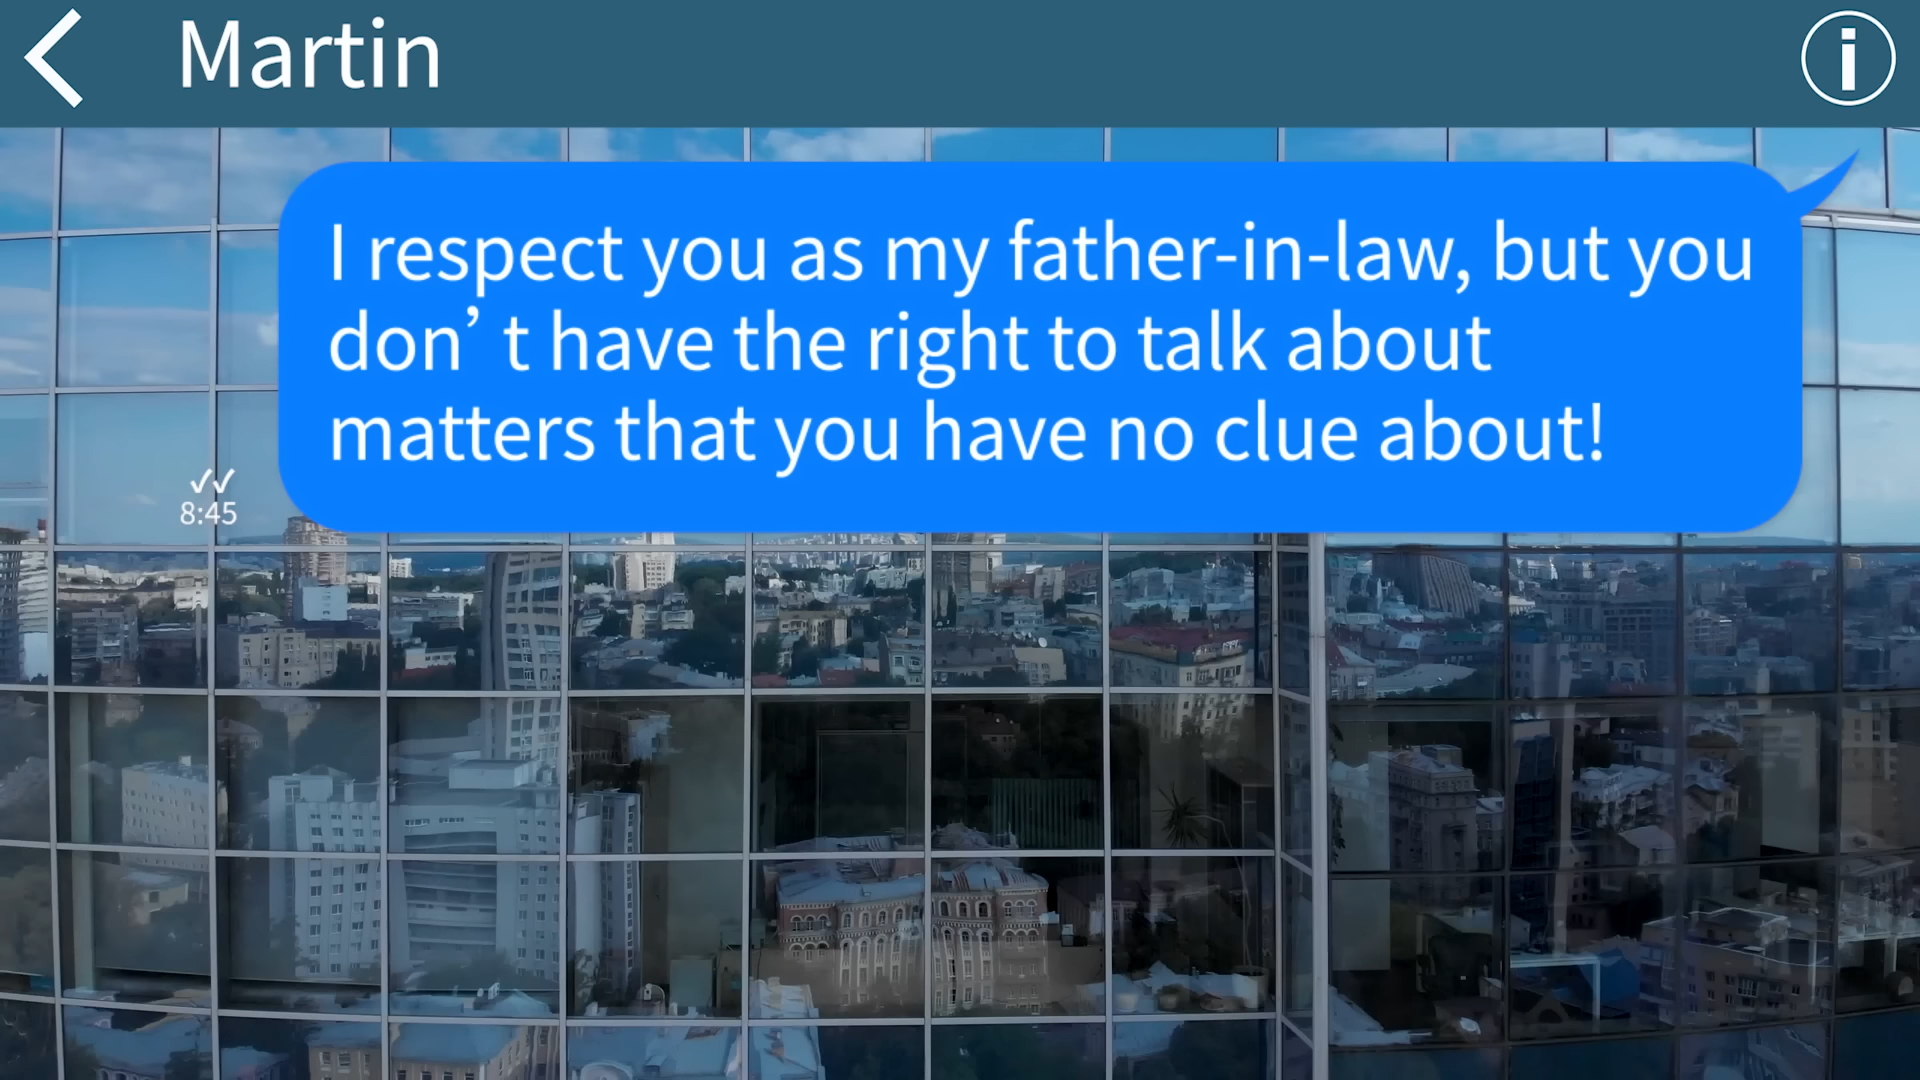 Martin
I respect you as my father-in-law, but you
don’ t have the right to talk about
matters that you have no clue about!
8:45